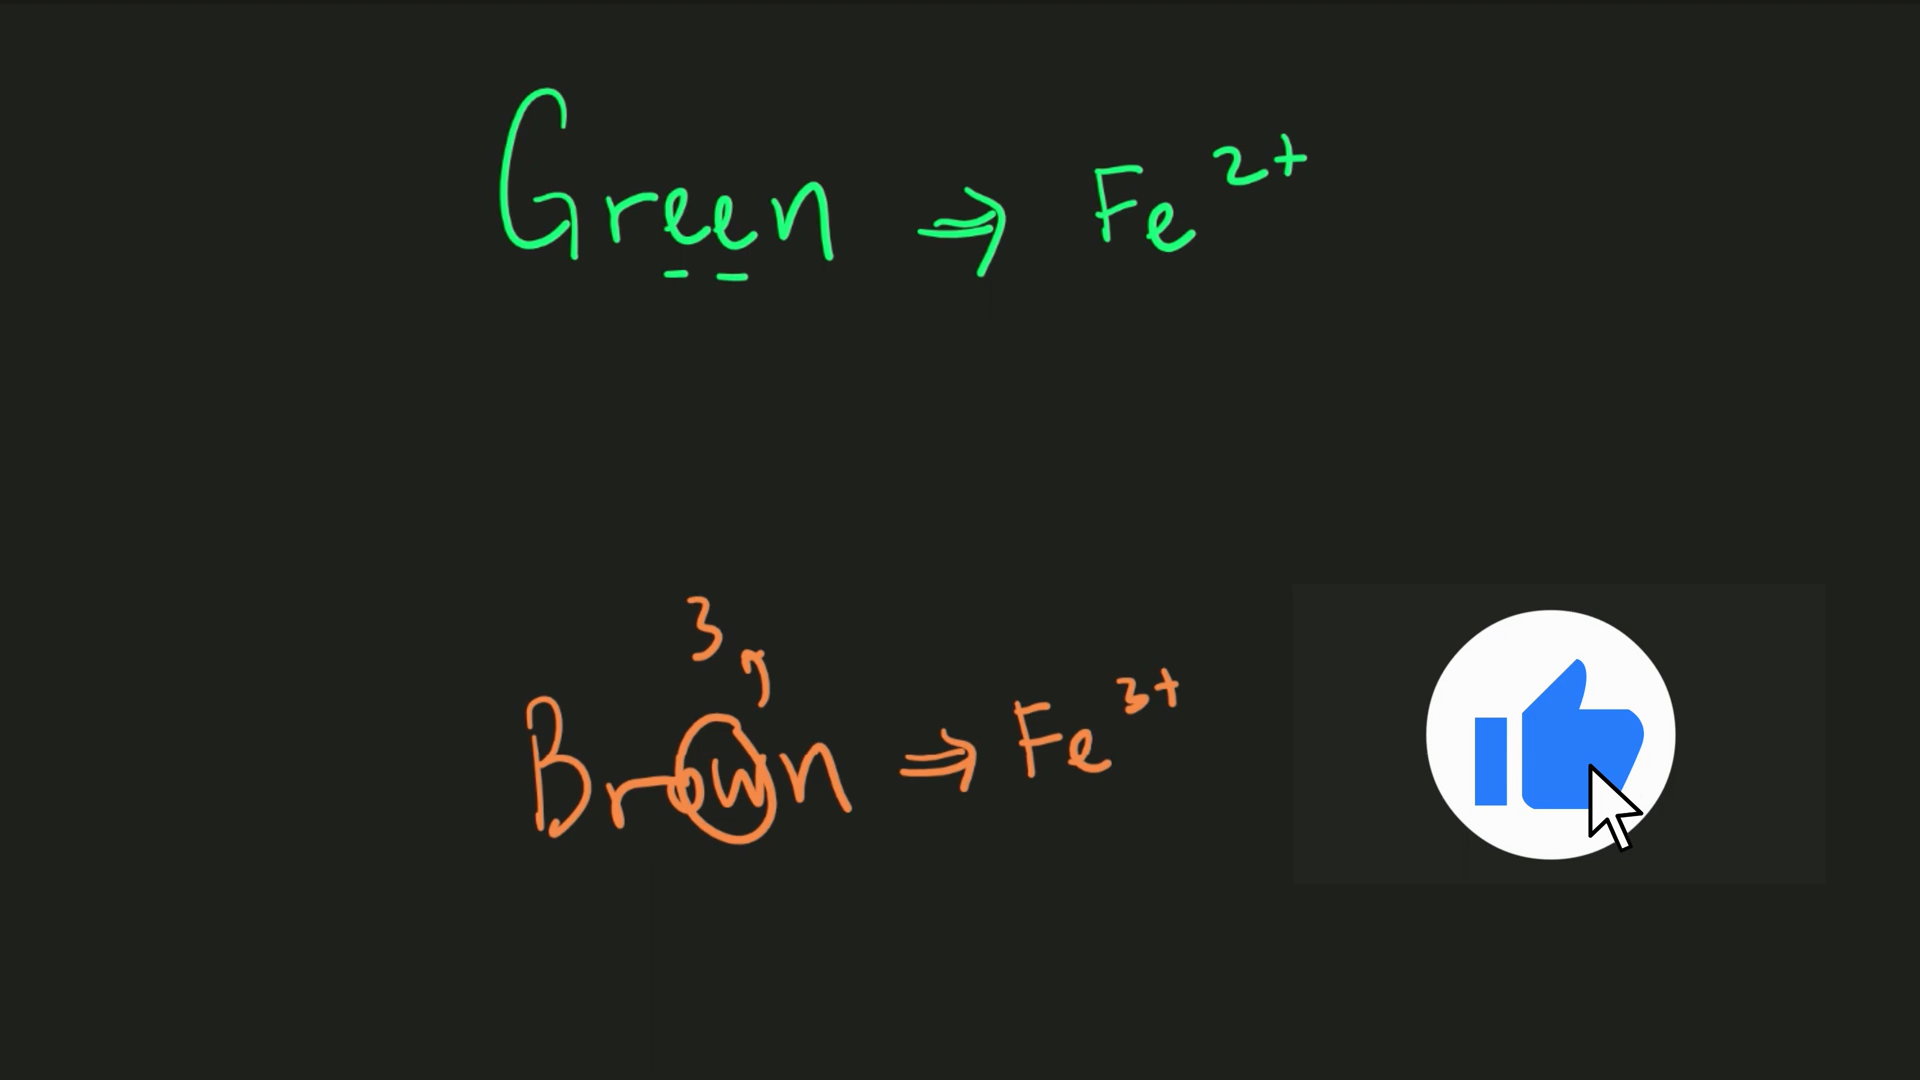 Green ⇒ Fe²⁺
3
Brown ⇒ Fe³⁺